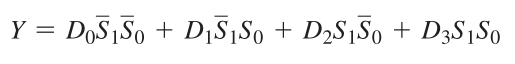 Y = D₀S̅₁S̅₀ + D₁S̅₁S₀ + D₂S₁S̅₀ + D₃S₁S₀